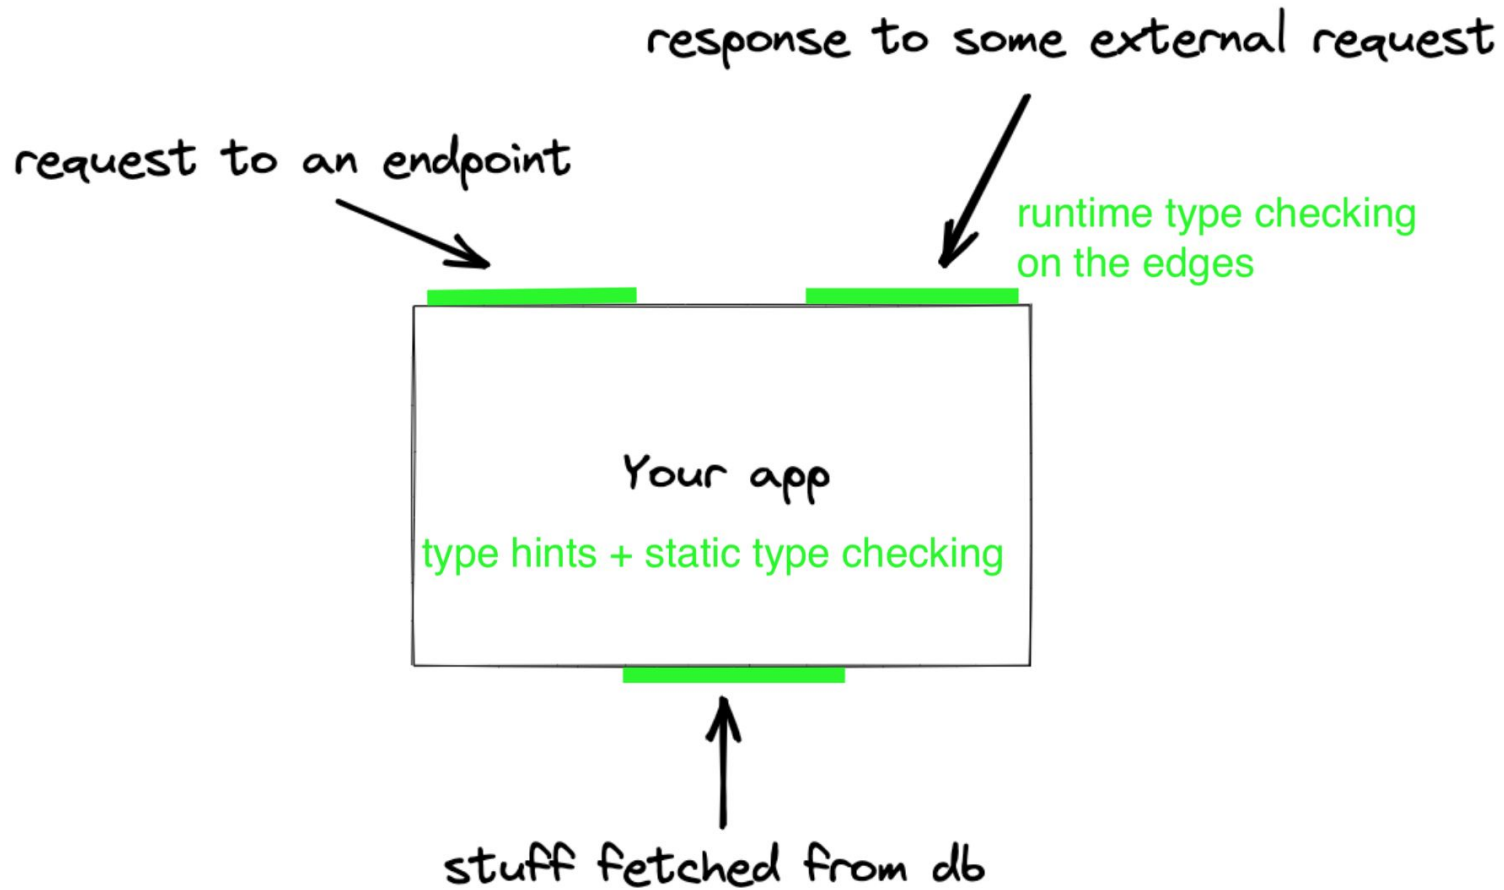 response to some external request
request to an endpoint
runtime type checking
on the edges
Your app
type hints + static type checking
stuff fetched from db